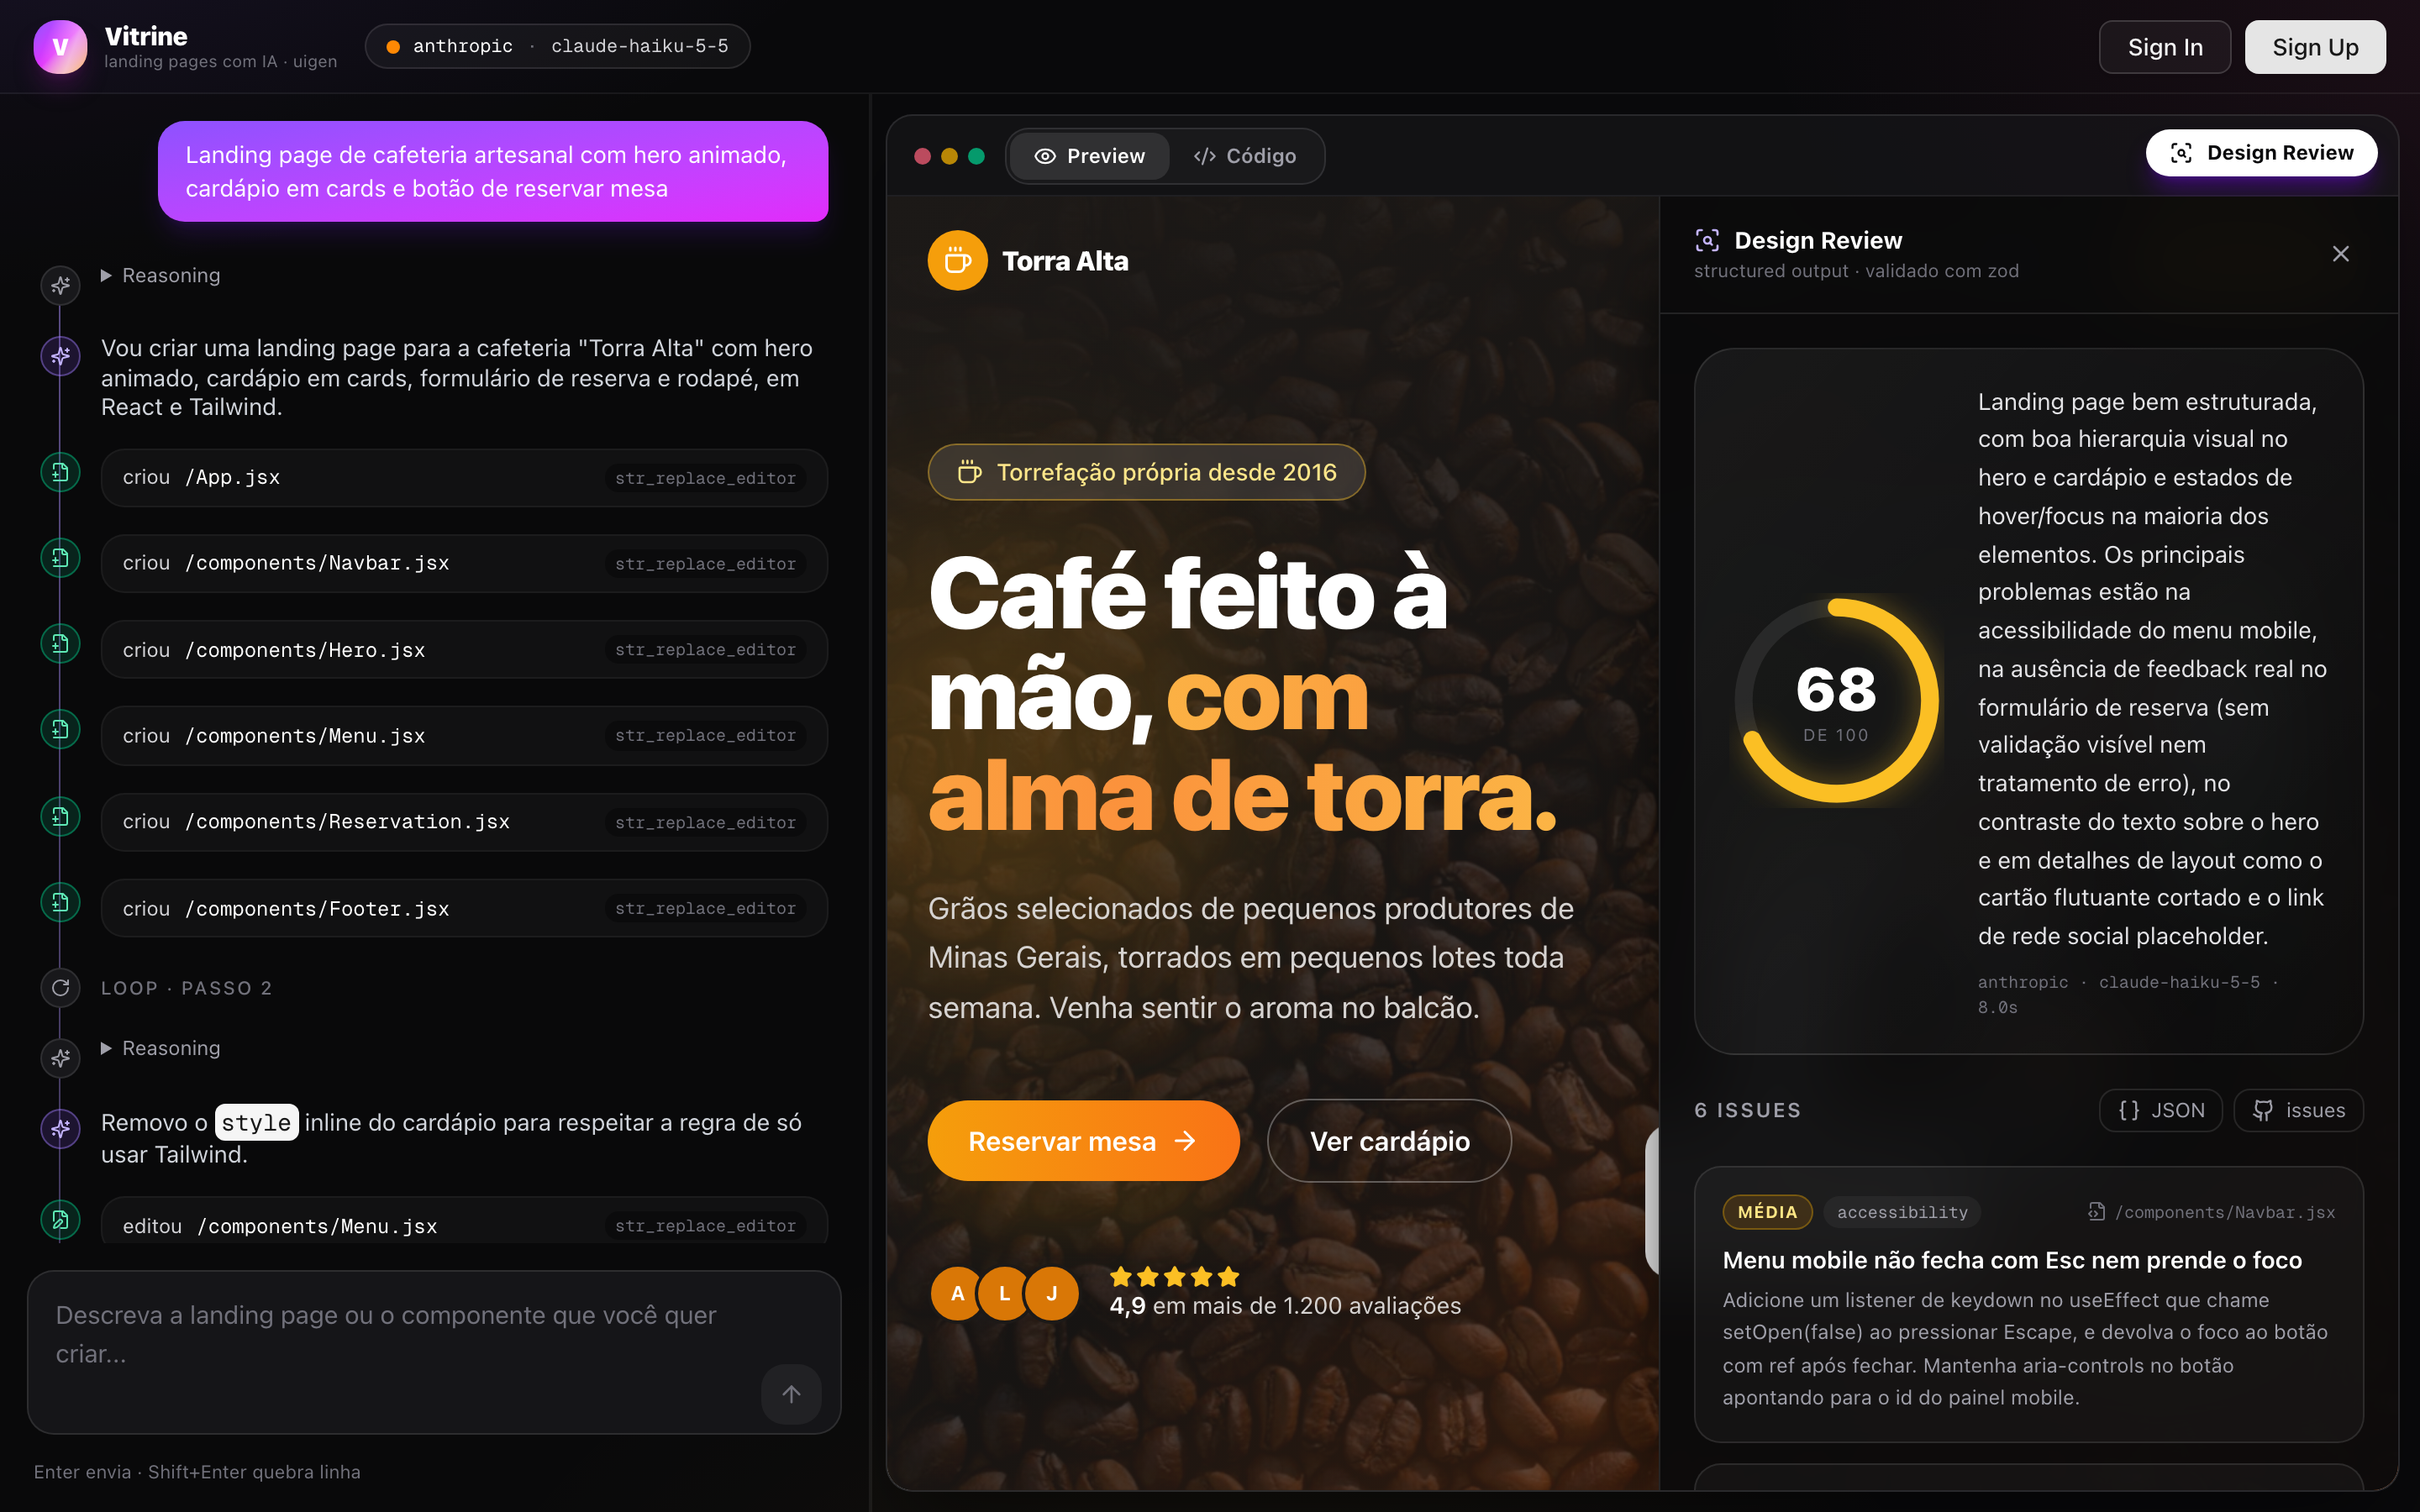 V
Vitrine
landing pages com IA · uigen
anthropic · claude-haiku-5-5
Sign In
Sign Up
Landing page de cafeteria artesanal com hero animado,
cardápio em cards e botão de reservar mesa
Reasoning
Vou criar uma landing page para a cafeteria "Torra Alta" com hero
animado, cardápio em cards, formulário de reserva e rodapé, em
React e Tailwind.
criou /App.jsx str_replace_editor
criou /components/Navbar.jsx str_replace_editor
criou /components/Hero.jsx str_replace_editor
criou /components/Menu.jsx str_replace_editor
criou /components/Reservation.jsx str_replace_editor
criou /components/Footer.jsx str_replace_editor
LOOP · PASSO 2
Reasoning
Removo o style inline do cardápio para respeitar a regra de só
usar Tailwind.
editou /components/Menu.jsx str_replace_editor
Descreva a landing page ou o componente que você quer
criar...
Enter envia · Shift+Enter quebra linha
Preview
Código
Design Review
Torra Alta
Torrefação própria desde 2016
Café feito à
mão, com
alma de torra.
Grãos selecionados de pequenos produtores de
Minas Gerais, torrados em pequenos lotes toda
semana. Venha sentir o aroma no balcão.
Reservar mesa
Ver cardápio
A L J
4,9 em mais de 1.200 avaliações
Design Review
structured output · validado com zod
68
DE 100
Landing page bem estruturada,
com boa hierarquia visual no
hero e cardápio e estados de
hover/focus na maioria dos
elementos. Os principais
problemas estão na
acessibilidade do menu mobile,
na ausência de feedback real no
formulário de reserva (sem
validação visível nem
tratamento de erro), no
contraste do texto sobre o hero
e em detalhes de layout como o
cartão flutuante cortado e o link
de rede social placeholder.
anthropic · claude-haiku-5-5 ·
8.0s
6 ISSUES
{} JSON
issues
MÉDIA
accessibility
/components/Navbar.jsx
Menu mobile não fecha com Esc nem prende o foco
Adicione um listener de keydown no useEffect que chame
setOpen(false) ao pressionar Escape, e devolva o foco ao botão
com ref após fechar. Mantenha aria-controls no botão
apontando para o id do painel mobile.